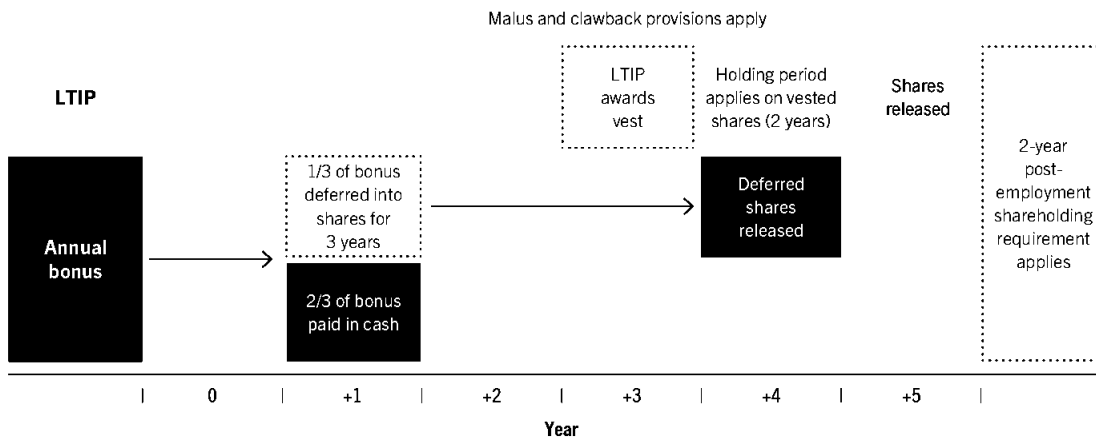 Malus and clawback provisions apply
LTIP
LTIP
awards
vest
Holding period
applies on vested
shares (2 years)
Shares
released
Annual
bonus
1/3 of bonus
deferred into
shares for
3 years
2/3 of bonus
paid in cash
Deferred
shares
released
2-year
post-
employment
shareholding
requirement
applies
0
+1
+2
+3
+4
+5
Year